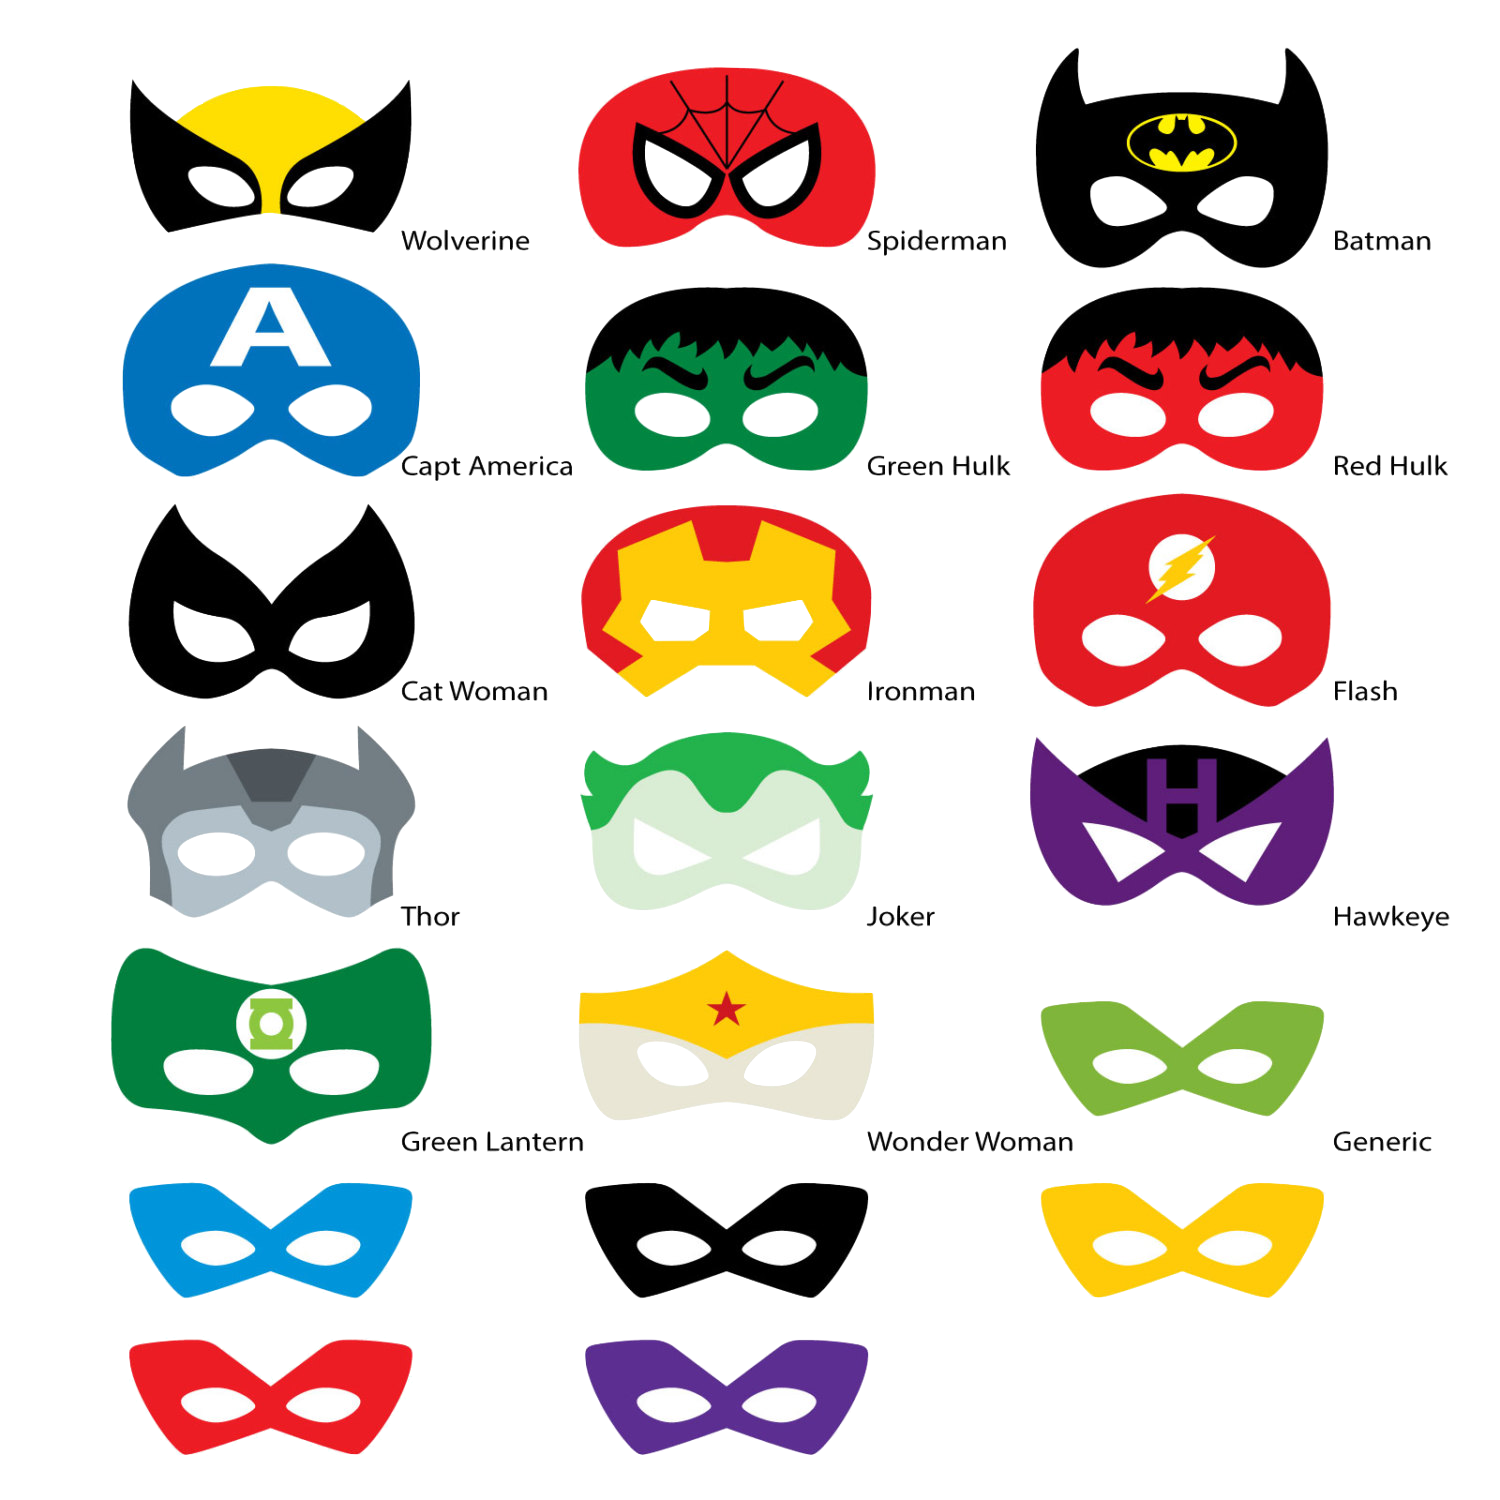 Wolverine
Spiderman
Batman
A
Capt America
Green Hulk
Red Hulk
Cat Woman
Ironman
Flash
H
Thor
Joker
Hawkeye
Green Lantern
Wonder Woman
Generic